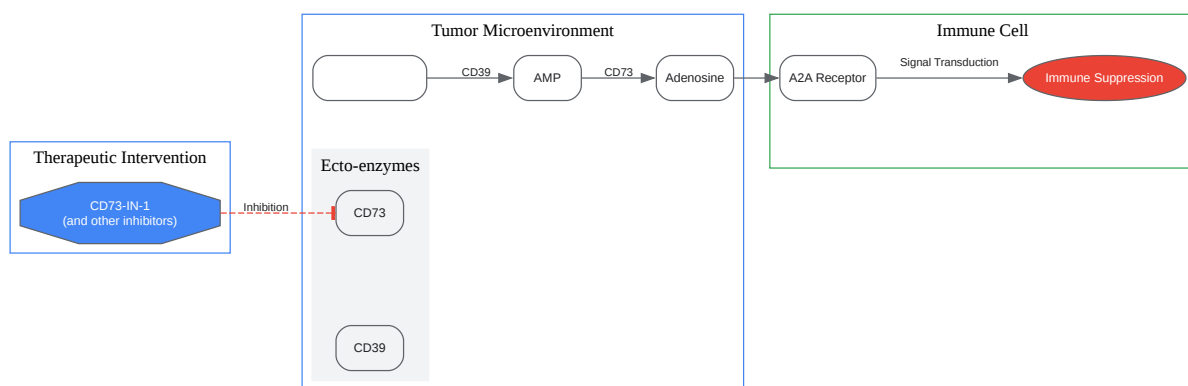 Tumor Microenvironment
Immune Cell
CD39
AMP
CD73
Adenosine
A2A Receptor
Signal Transduction
Immune Suppression
Therapeutic Intervention
CD73-IN-1
(and other inhibitors)
Inhibition
Ecto-enzymes
CD73
CD39